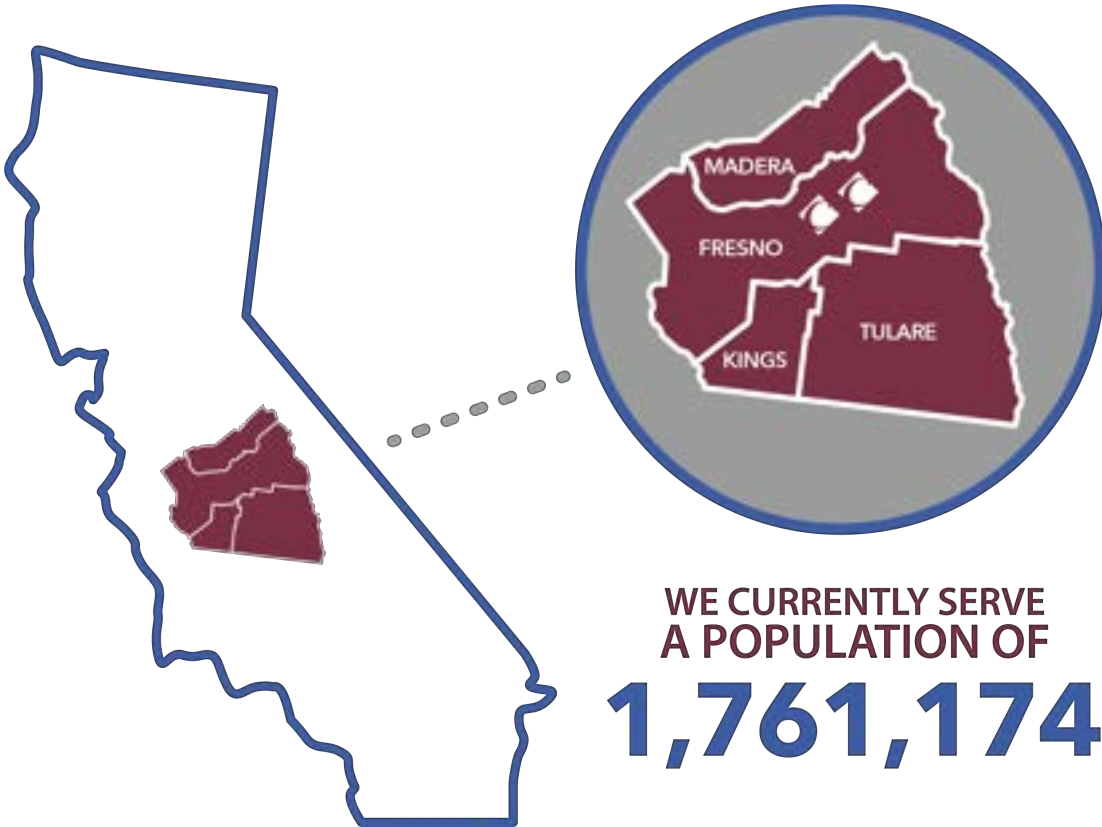 MADERA
FRESNO
TULARE
KINGS
WE CURRENTLY SERVE
A POPULATION OF
1,761,174